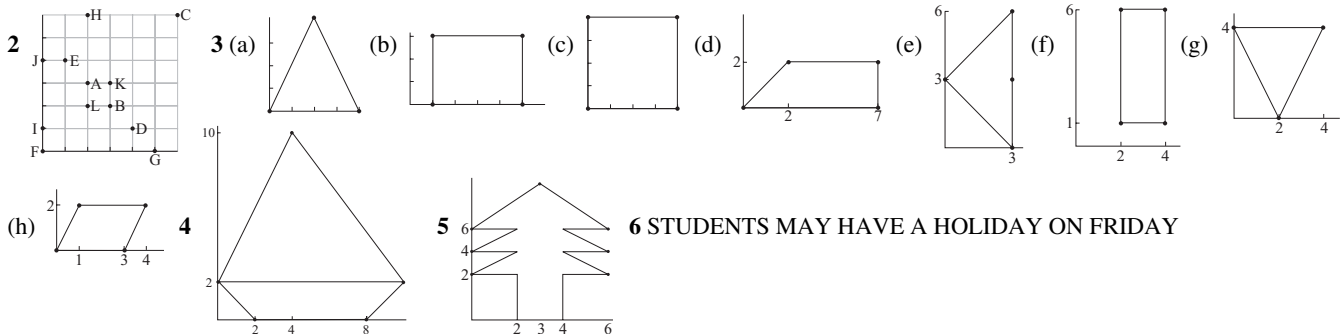 2 H C J E A K L B I D F G
3 (a) (b) (c) (d) 2 2 7 (e) 6 3 3 (f) 6 1 2 4 (g) 4 2 4
(h) 2 1 3 4
4 10 2 2 4 8
5 6 4 2 2 3 4 6
6 STUDENTS MAY HAVE A HOLIDAY ON FRIDAY